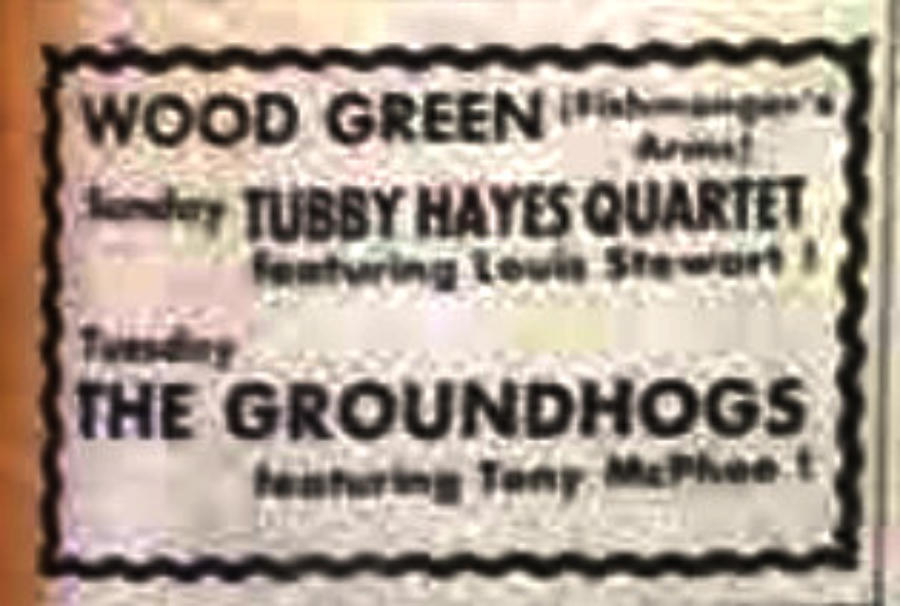 WOOD GREEN (Fishmonger's
Arms)
Sunday TUBBY HAYES QUARTET
featuring Louis Stewart !
Tuesday
THE GROUNDHOGS
featuring Tony McPhee !